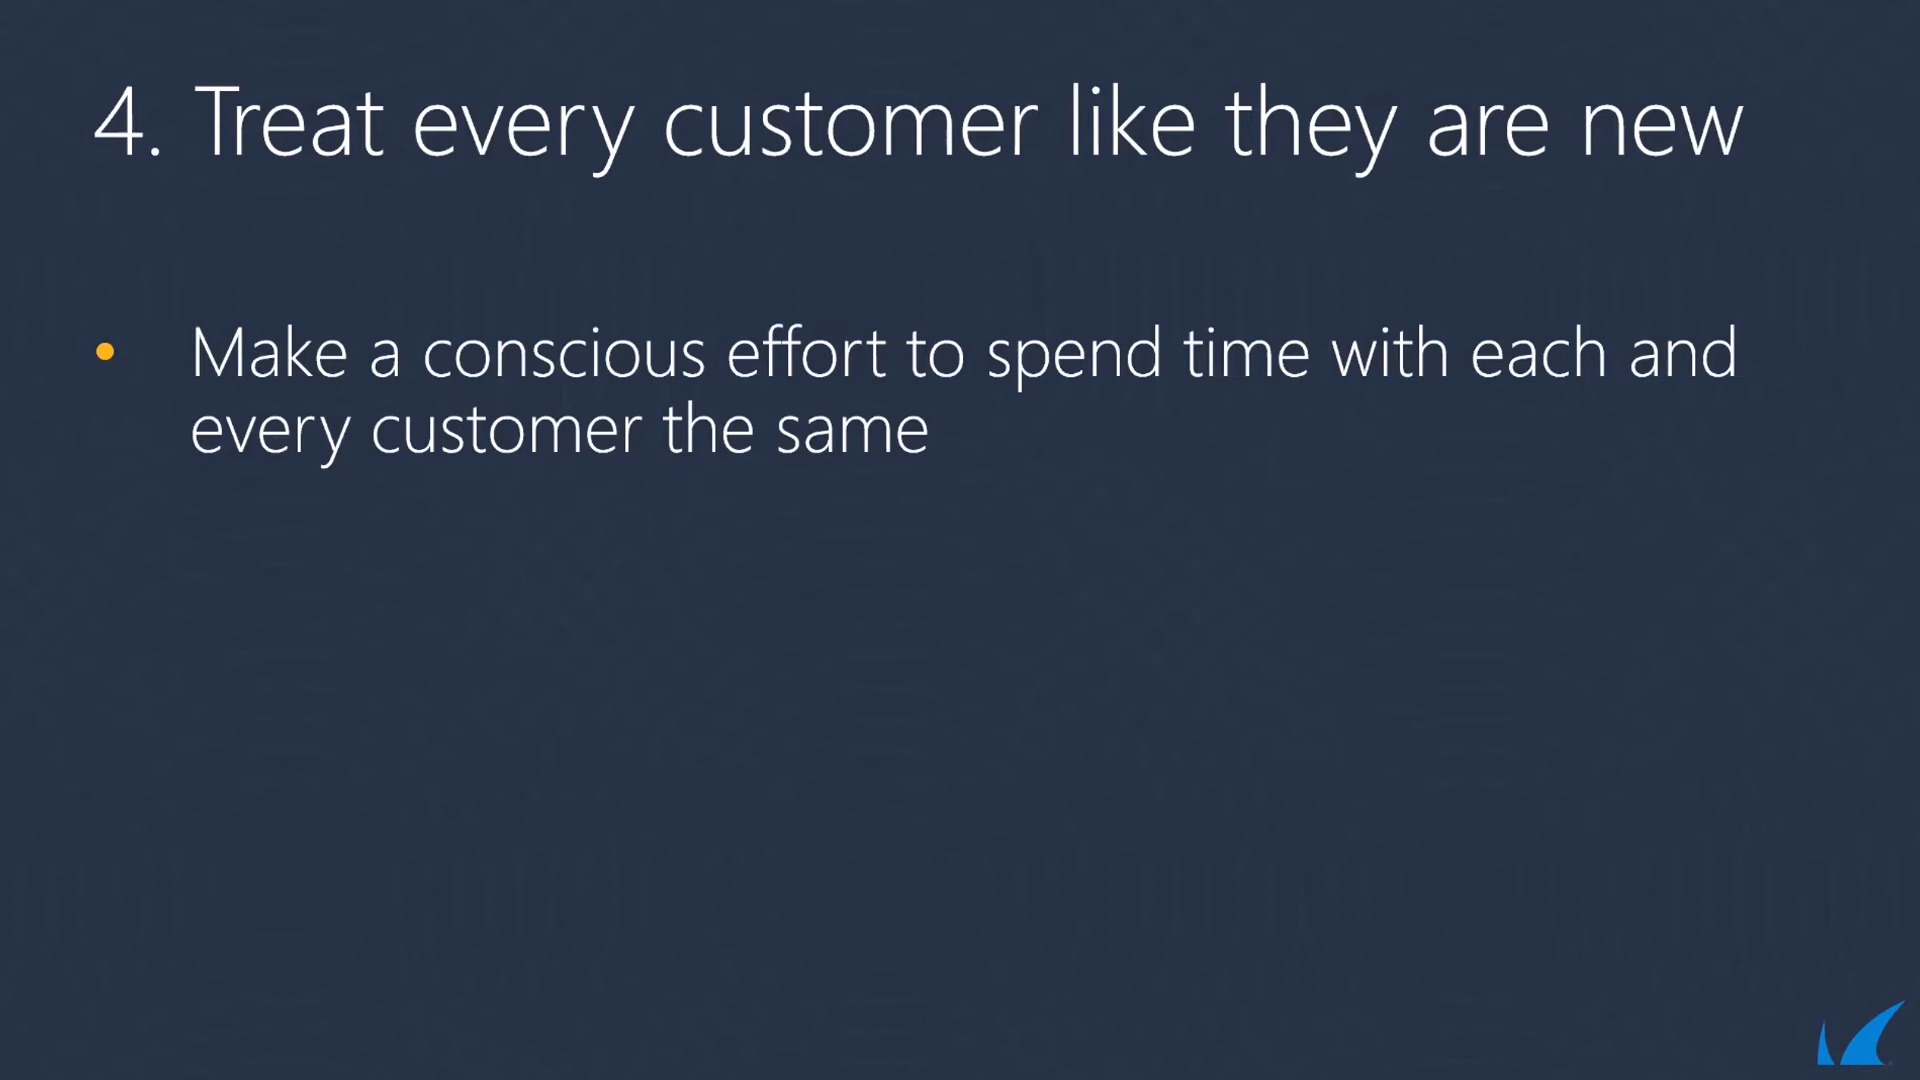 4. Treat every customer like they are new
• Make a conscious effort to spend time with each and
every customer the same